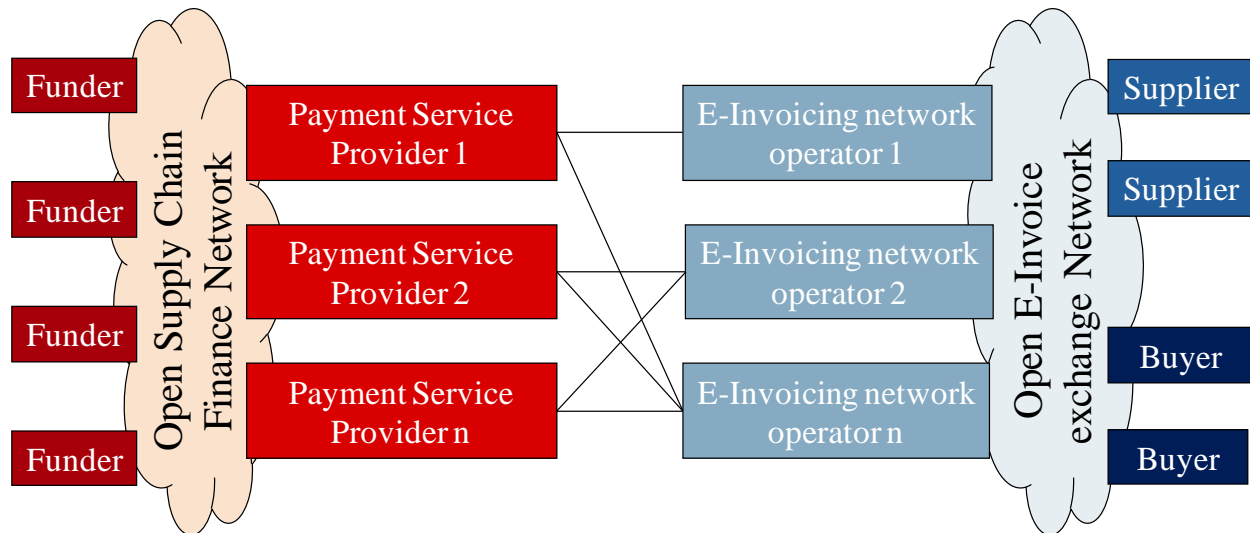 Funder
Funder
Funder
Funder
Open Supply Chain
Finance Network
Payment Service
Provider 1
Payment Service
Provider 2
Payment Service
Provider n
E-Invoicing network
operator 1
E-Invoicing network
operator 2
E-Invoicing network
operator n
Open E-Invoice
exchange Network
Supplier
Supplier
Buyer
Buyer